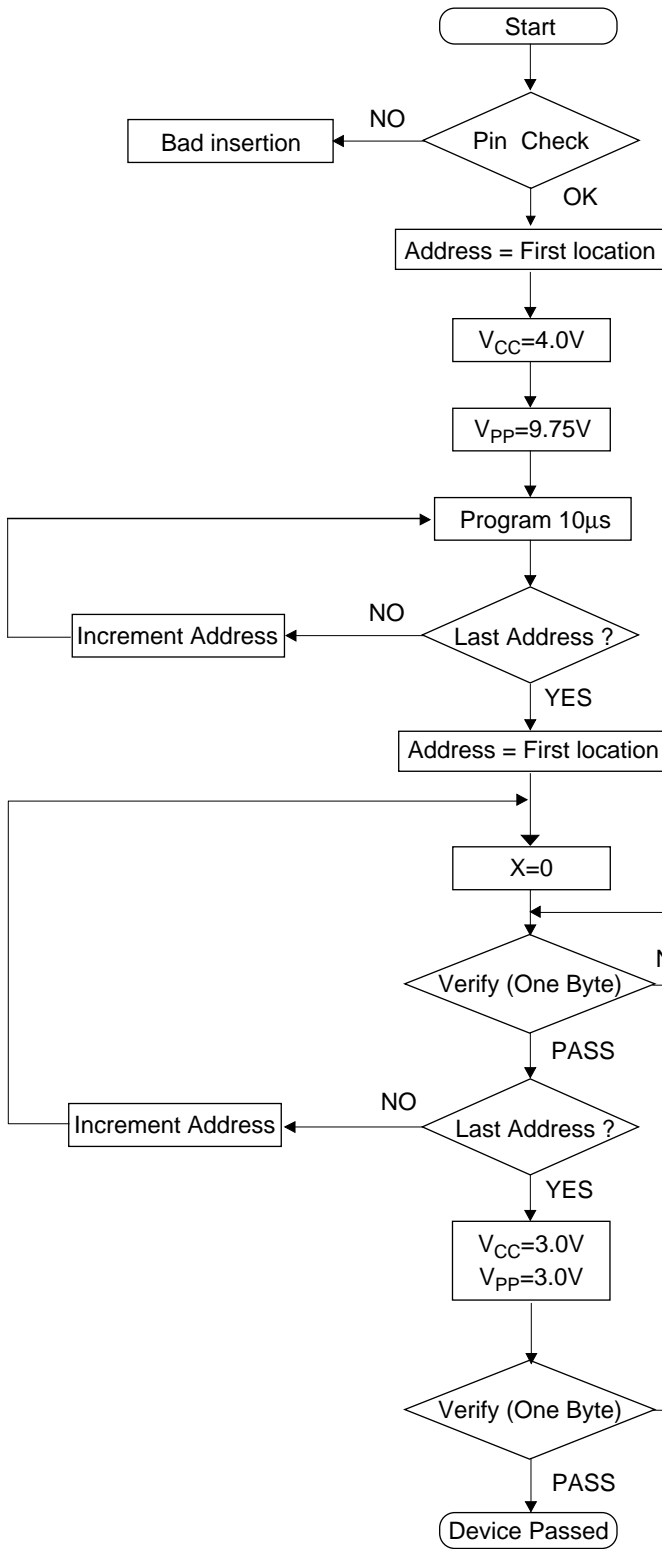 Start
NO
Bad insertion
Pin Check
OK
Address = First location
VCC=4.0V
VPP=9.75V
Program 10µs
NO
Increment Address
Last Address ?
YES
Address = First location
X=0
Verify (One Byte)
PASS
NO
Increment Address
Last Address ?
YES
VCC=3.0V
VPP=3.0V
Verify (One Byte)
PASS
Device Passed